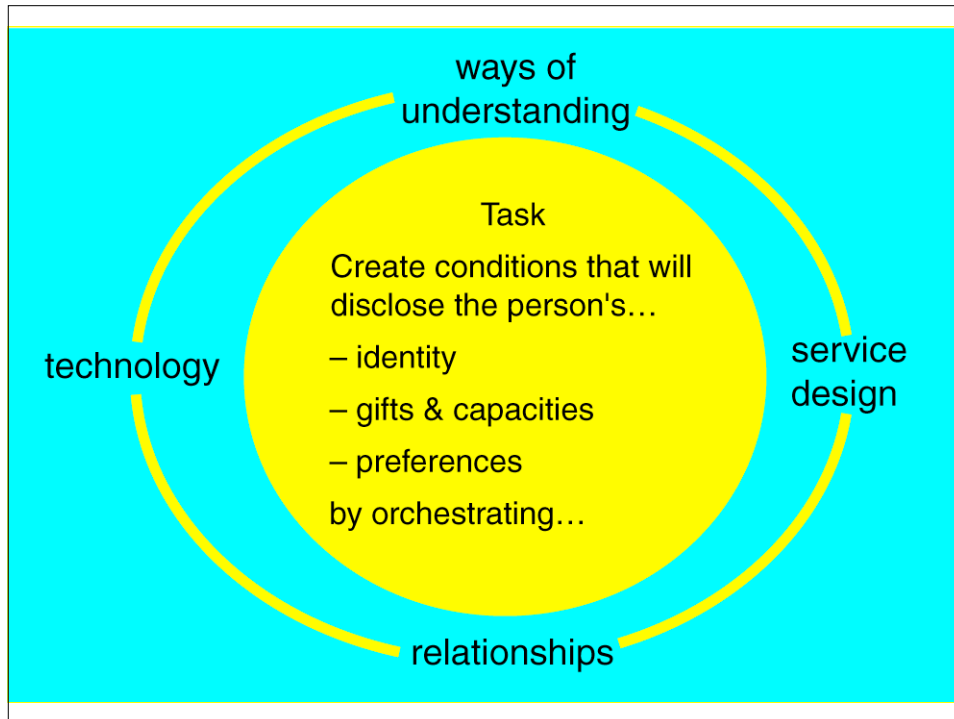 ways of
understanding
Task
Create conditions that will
disclose the person's…
– identity
– gifts & capacities
– preferences
by orchestrating…
technology
service
design
relationships